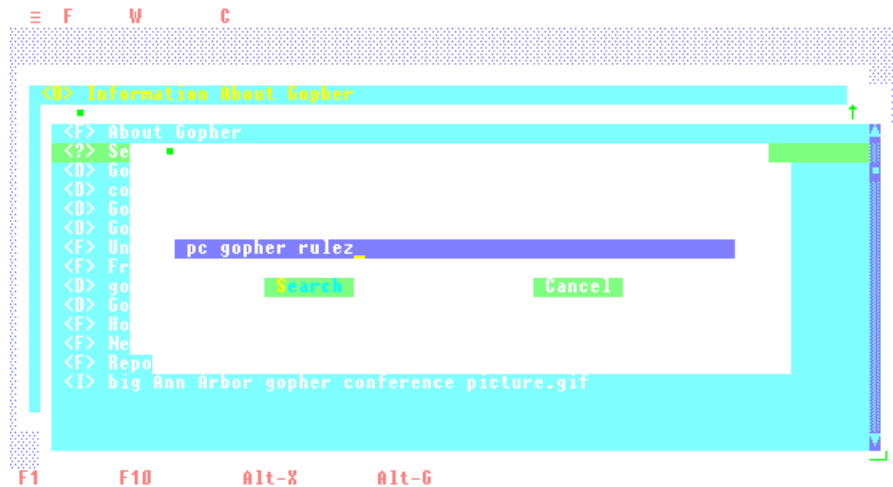 ≡ F W C
<D> Information About Gopher
<F> About Gopher
<?> Se
<D> Go
<D> co
<D> Go
<D> Go
<F> Un
pc gopher rulez_
<F> Fr
<D> go
Search Cancel
<D> Go
<F> Ho
<F> Ne
<F> Repo
<I> big Ann Arbor gopher conference picture.gif
F1 F10 Alt-X Alt-G